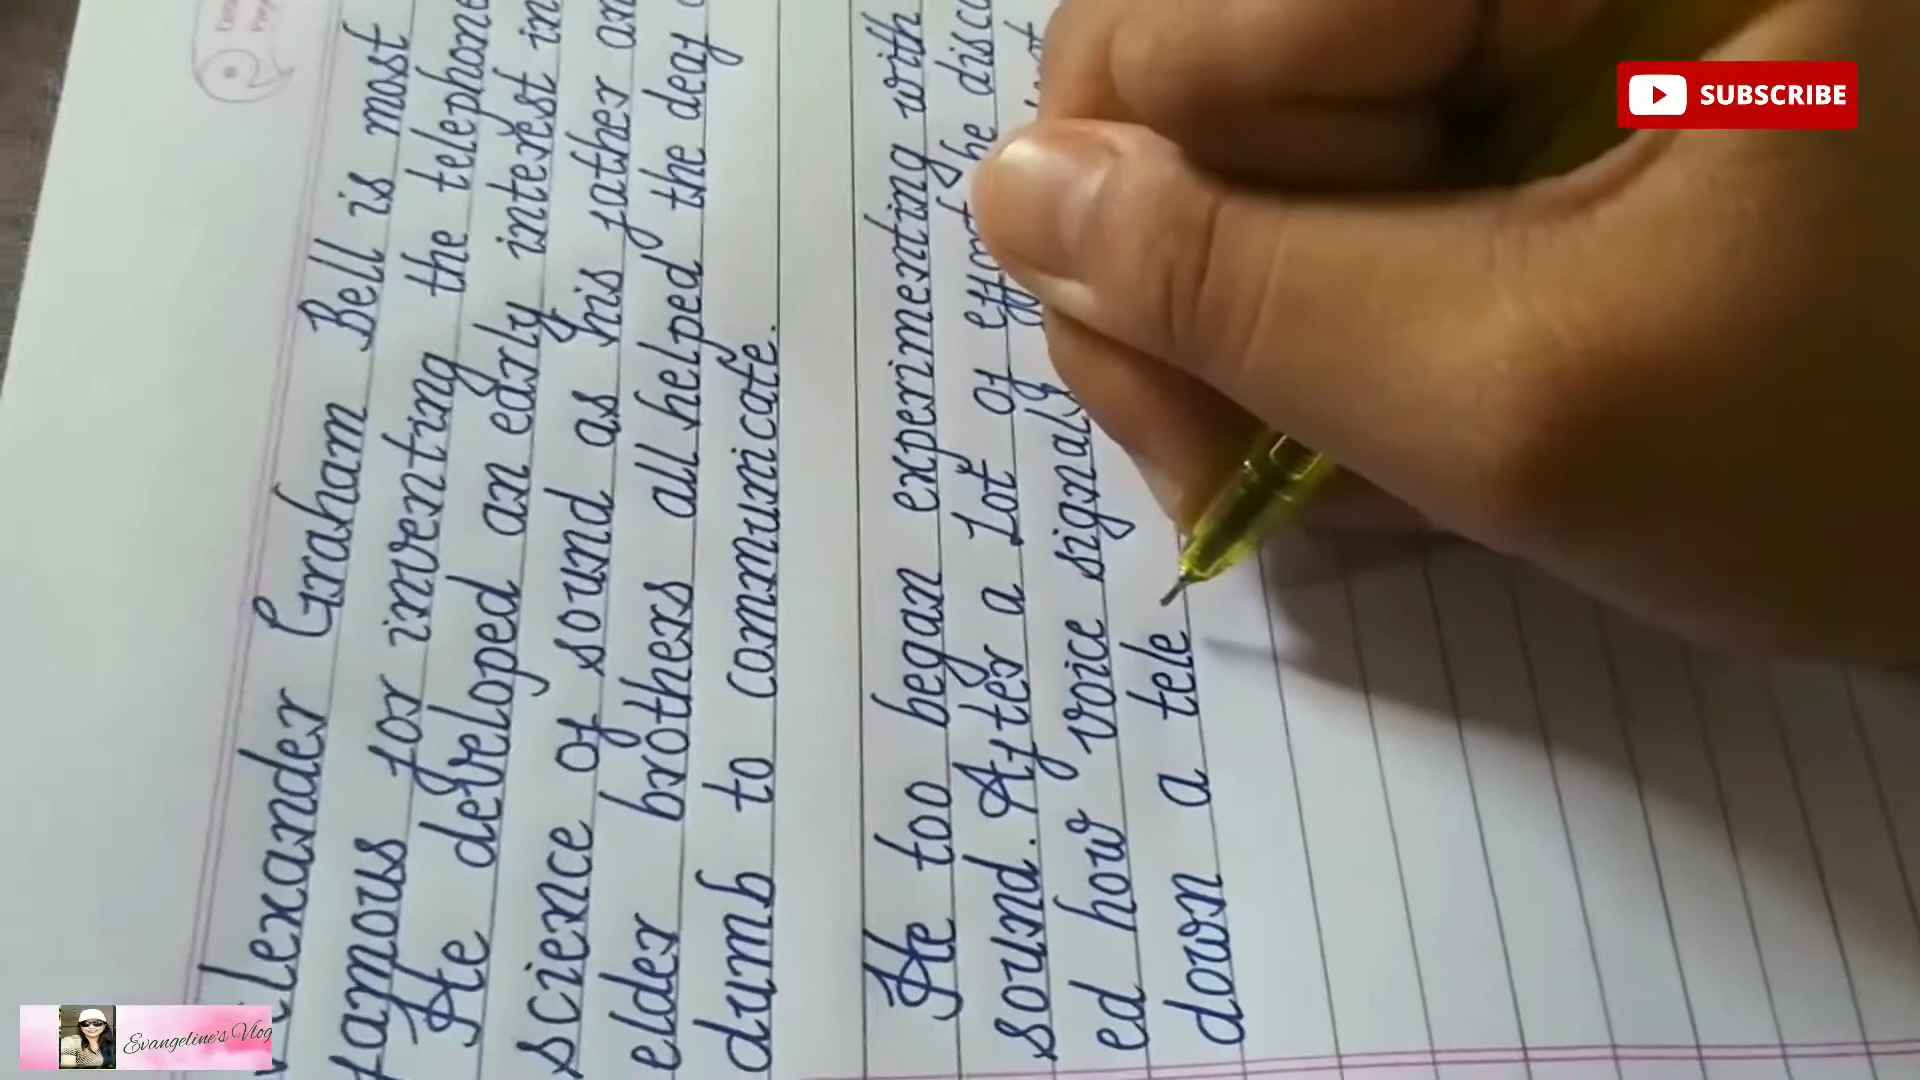 Alexander Graham Bell is most
famous for inventing the telephone
He developed an early interest in
science of sound as his father an
elder brothers all helped the deaf
dumb to communicate.
He too began experimenting with
sound. After a Lot of effort he disco
ed how voice signals
down a tele
SUBSCRIBE
Evangeline's Vlog